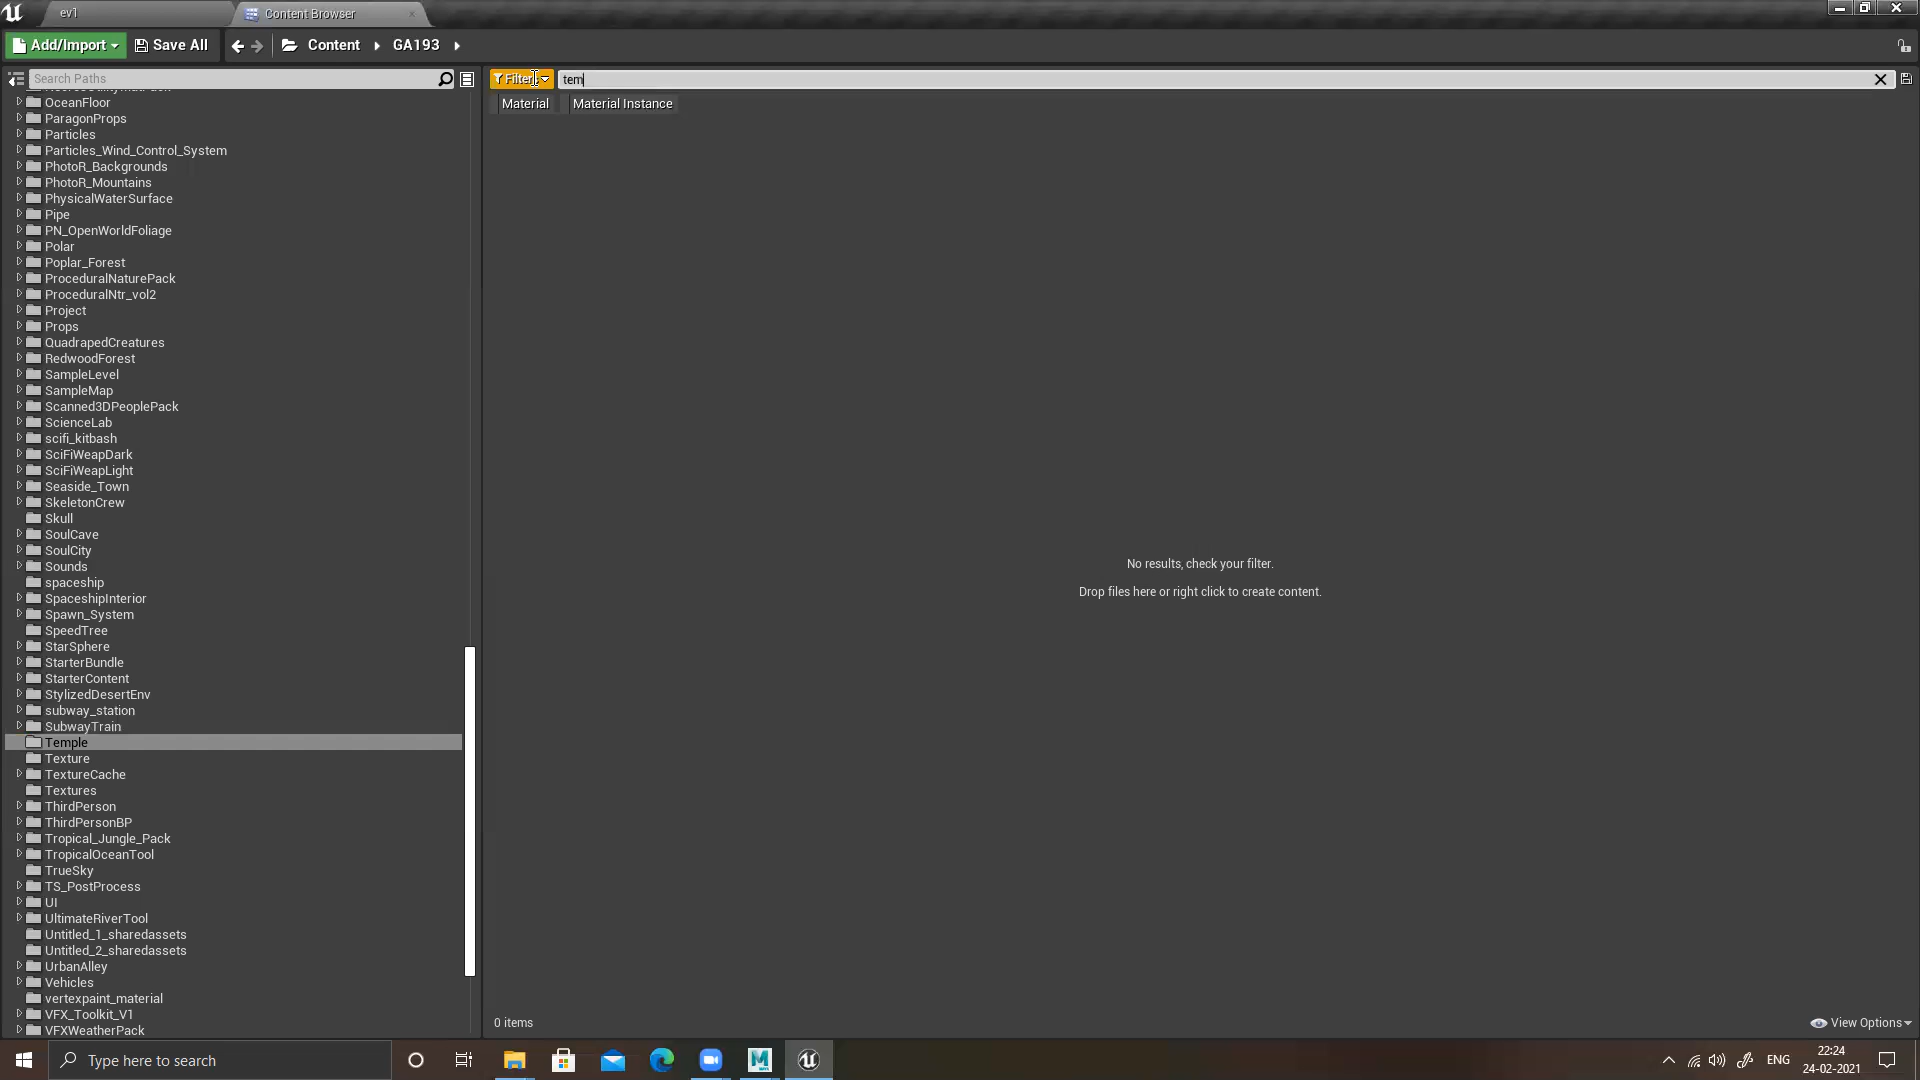 ev1
Content Browser
Add/Import
Save All
Content
GA193
Search Paths
Filters
tem
Material
Material Instance
OceanFloor
ParagonProps
Particles
Particles_Wind_Control_System
PhotoR_Backgrounds
PhotoR_Mountains
PhysicalWaterSurface
Pipe
PN_OpenWorldFoliage
Polar
Poplar_Forest
ProceduralNaturePack
ProceduralNtr_vol2
Project
Props
QuadrapedCreatures
RedwoodForest
SampleLevel
SampleMap
Scanned3DPeoplePack
ScienceLab
scifi_kitbash
SciFiWeapDark
SciFiWeapLight
Seaside_Town
SkeletonCrew
Skull
SoulCave
SoulCity
Sounds
spaceship
SpaceshipInterior
Spawn_System
SpeedTree
StarSphere
StarterBundle
StarterContent
StylizedDesertEnv
subway_station
SubwayTrain
Temple
Texture
TextureCache
Textures
ThirdPerson
ThirdPersonBP
Tropical_Jungle_Pack
TropicalOceanTool
TrueSky
TS_PostProcess
UI
UltimateRiverTool
Untitled_1_sharedassets
Untitled_2_sharedassets
UrbanAlley
Vehicles
vertexpaint_material
VFX_Toolkit_V1
VFXWeatherPack
No results, check your filter.
Drop files here or right click to create content.
0 items
View Options
Type here to search
ENG
22:24
24-02-2021